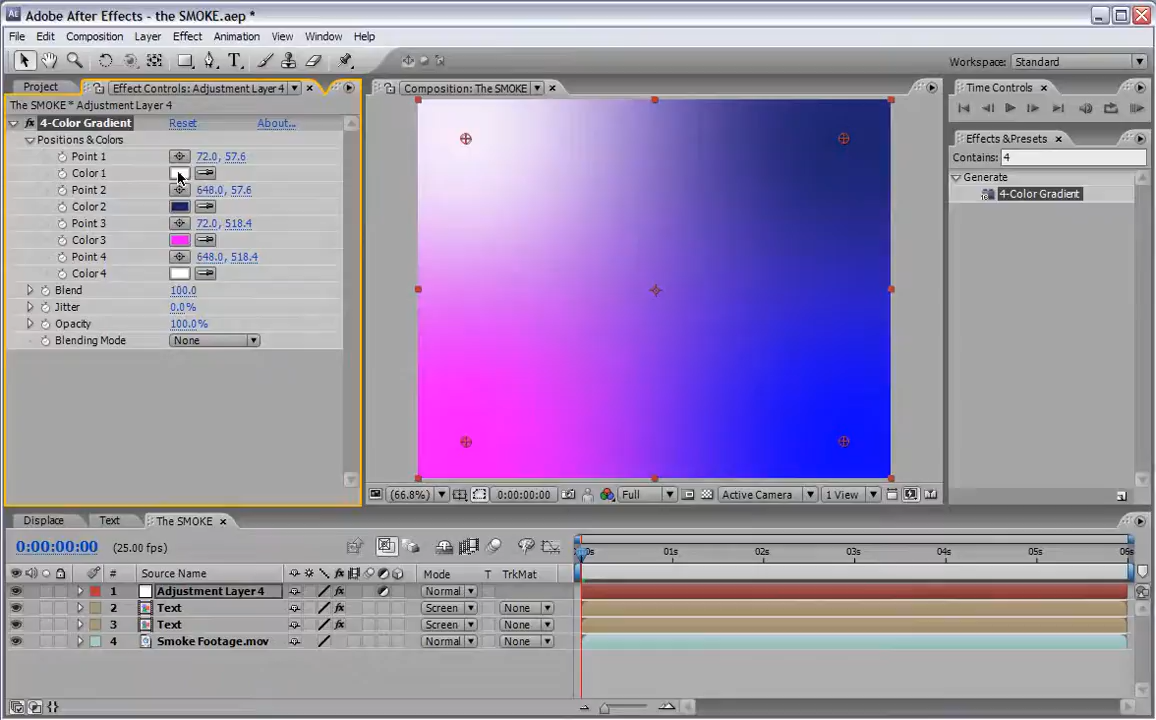 Adobe After Effects - the SMOKE.aep *
File Edit Composition Layer Effect Animation View Window Help
Workspace: Standard
Project Effect Controls: Adjustment Layer 4 Composition: The SMOKE Time Controls
The SMOKE * Adjustment Layer 4
4-Color Gradient Reset About...
Positions & Colors
Point 1 72.0, 57.6
Color 1
Point 2 648.0, 57.6
Color 2
Point 3 72.0, 518.4
Color 3
Point 4 648.0, 518.4
Color 4
Blend 100.0
Jitter 0.0%
Opacity 100.0%
Blending Mode None
Effects & Presets
Contains: 4
Generate
4-Color Gradient
(66.8%) 0:00:00:00 Full Active Camera 1 View
Displace Text The SMOKE
0:00:00:00 (25.00 fps)
01s 02s 03s 04s 05s 06s
# Source Name Mode T TrkMat
1 Adjustment Layer 4 Normal
2 Text Screen None
3 Text Screen None
4 Smoke Footage.mov Normal None